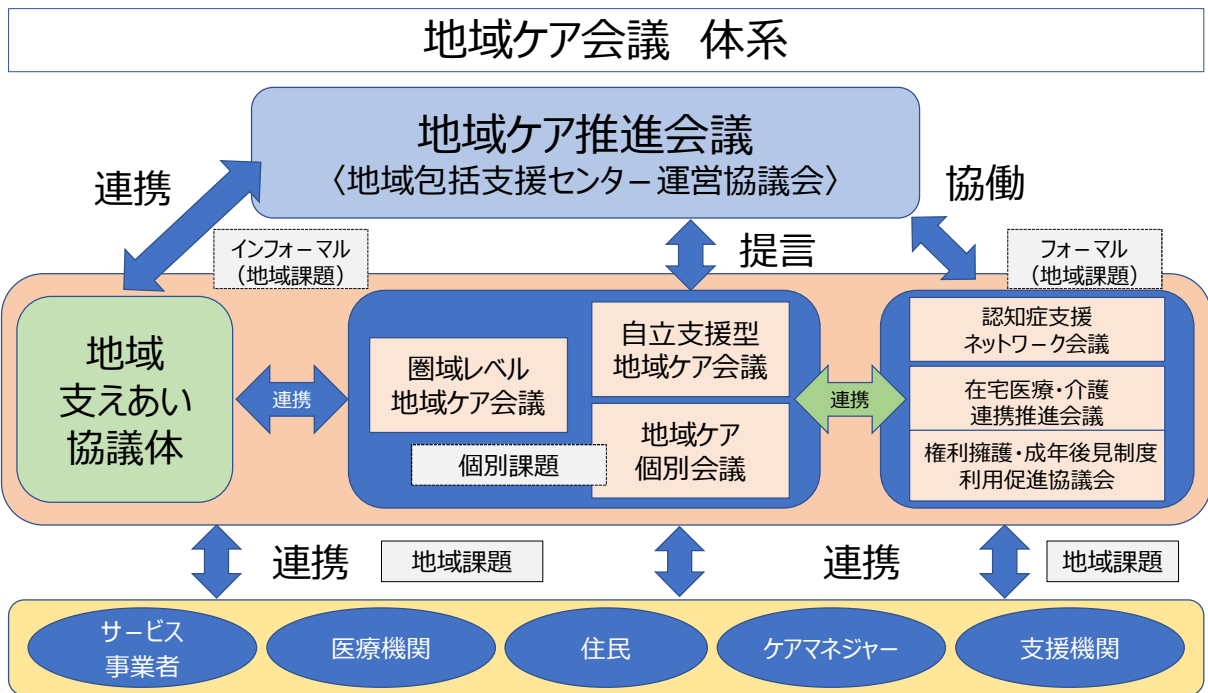 地域ケア会議 体系
地域ケア推進会議
〈地域包括支援センター運営協議会〉
連携
協働
インフォーマル
（地域課題）
提言
フォーマル
（地域課題）
地域
支えあい
協議体
連携
圏域レベル
地域ケア会議
自立支援型
地域ケア会議
地域ケア
個別会議
個別課題
連携
認知症支援
ネットワーク会議
在宅医療・介護
連携推進会議
権利擁護・成年後見制度
利用促進協議会
連携
地域課題
連携
地域課題
サービス
事業者
医療機関
住民
ケアマネジャー
支援機関